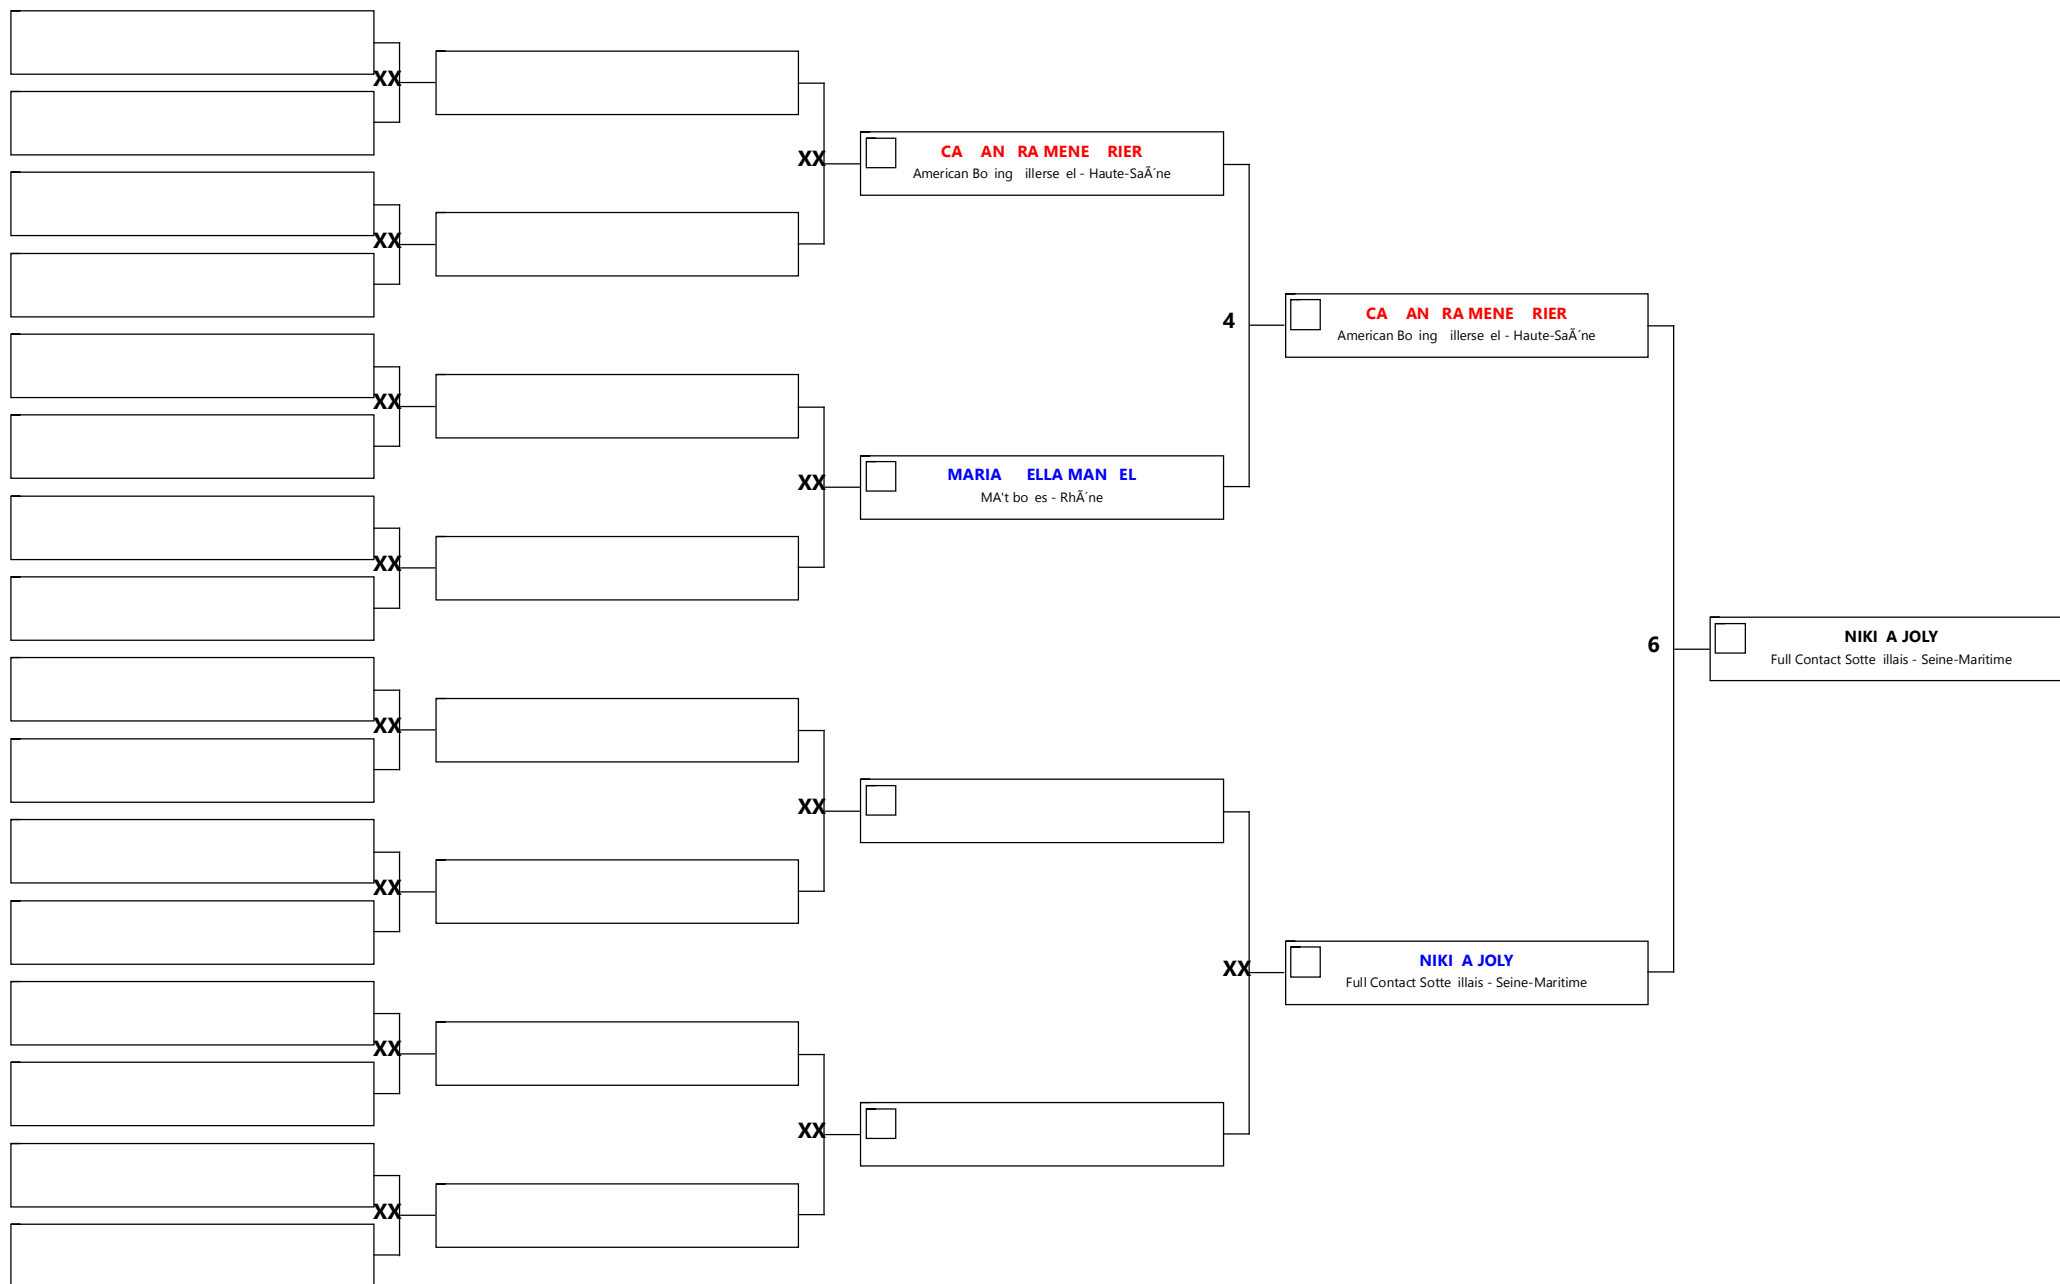 XX
XX
CA AN RA MENE RIER
American Bo ing illerse el - Haute-SaÃ´ne
XX
4
CA AN RA MENE RIER
American Bo ing illerse el - Haute-SaÃ´ne
XX
XX
MARIA ELLA MAN EL
MA't bo es - RhÃ´ne
XX
6
NIKI A JOLY
Full Contact Sotte illais - Seine-Maritime
XX
XX
XX
XX
NIKI A JOLY
Full Contact Sotte illais - Seine-Maritime
XX
XX
XX